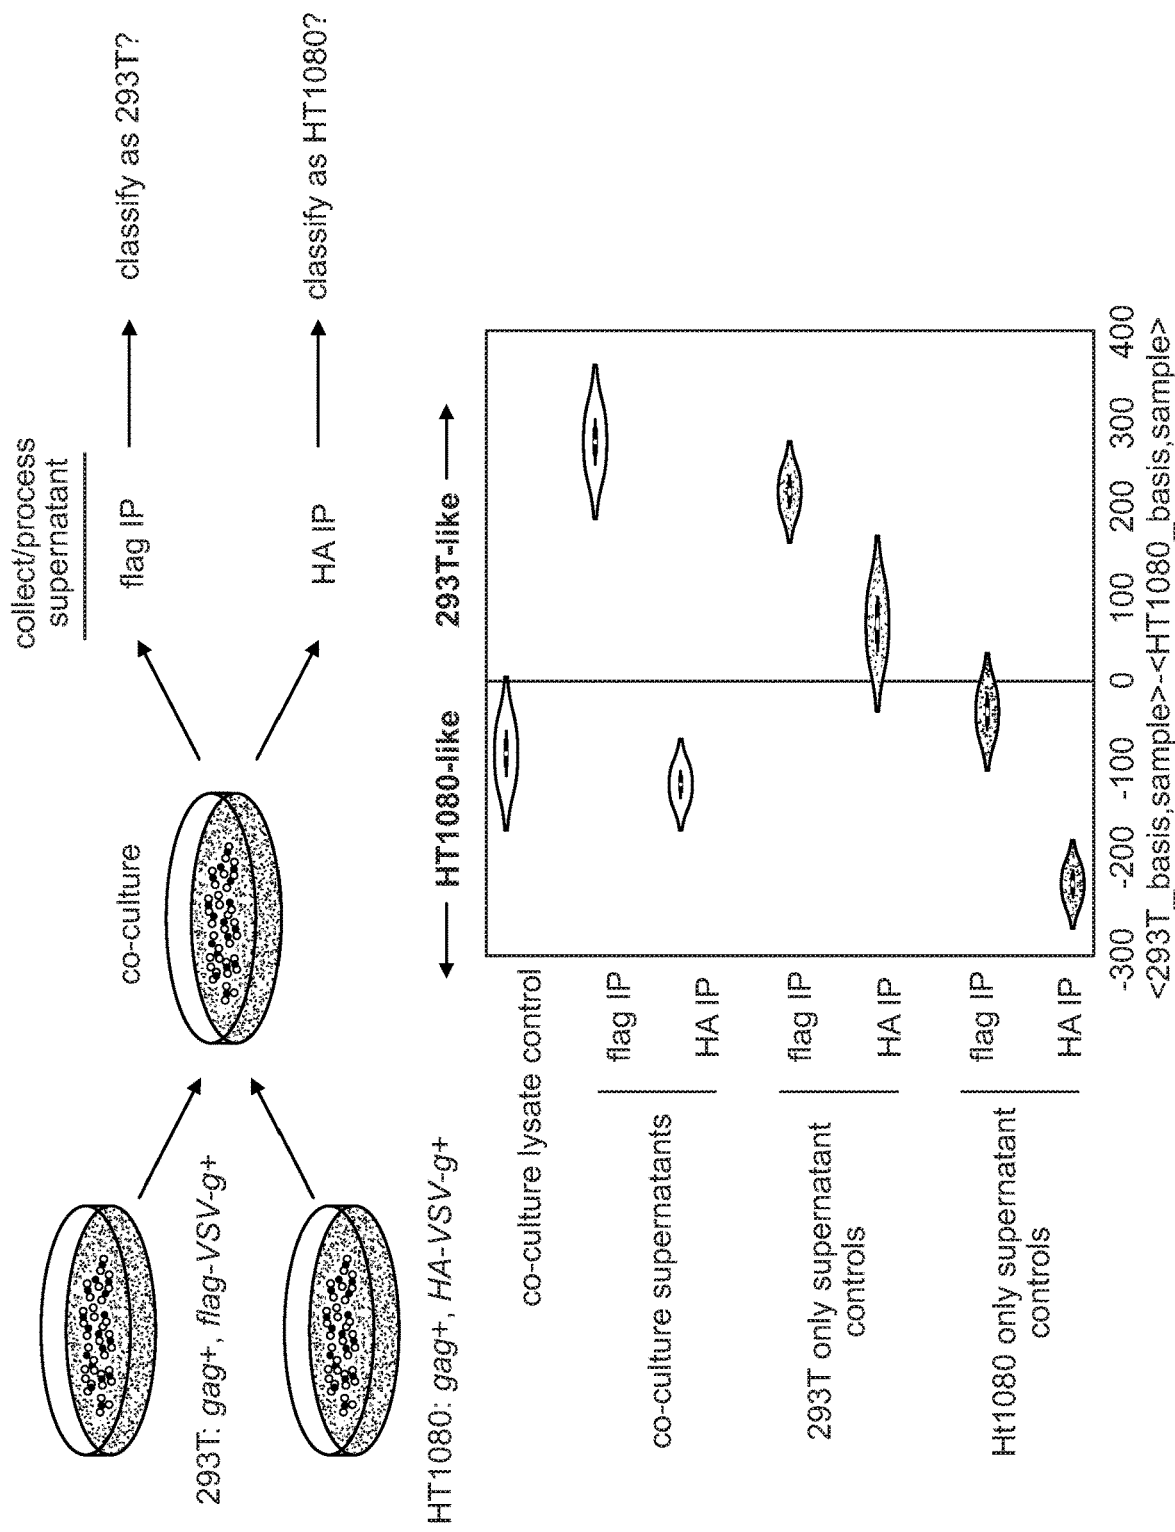 293T: gag+, flag-VSV-g+
HT1080: gag+, HA-VSV-g+
co-culture
collect/process
supernatant
flag IP
classify as 293T?
HA IP
classify as HT1080?
HT1080-like
293T-like
co-culture lysate control
co-culture supernatants
flag IP
HA IP
293T only supernatant
controls
flag IP
HA IP
Ht1080 only supernatant
controls
flag IP
HA IP
-300 -200 -100 0 100 200 300 400
<293T_basis,sample>-<HT1080_basis,sample>